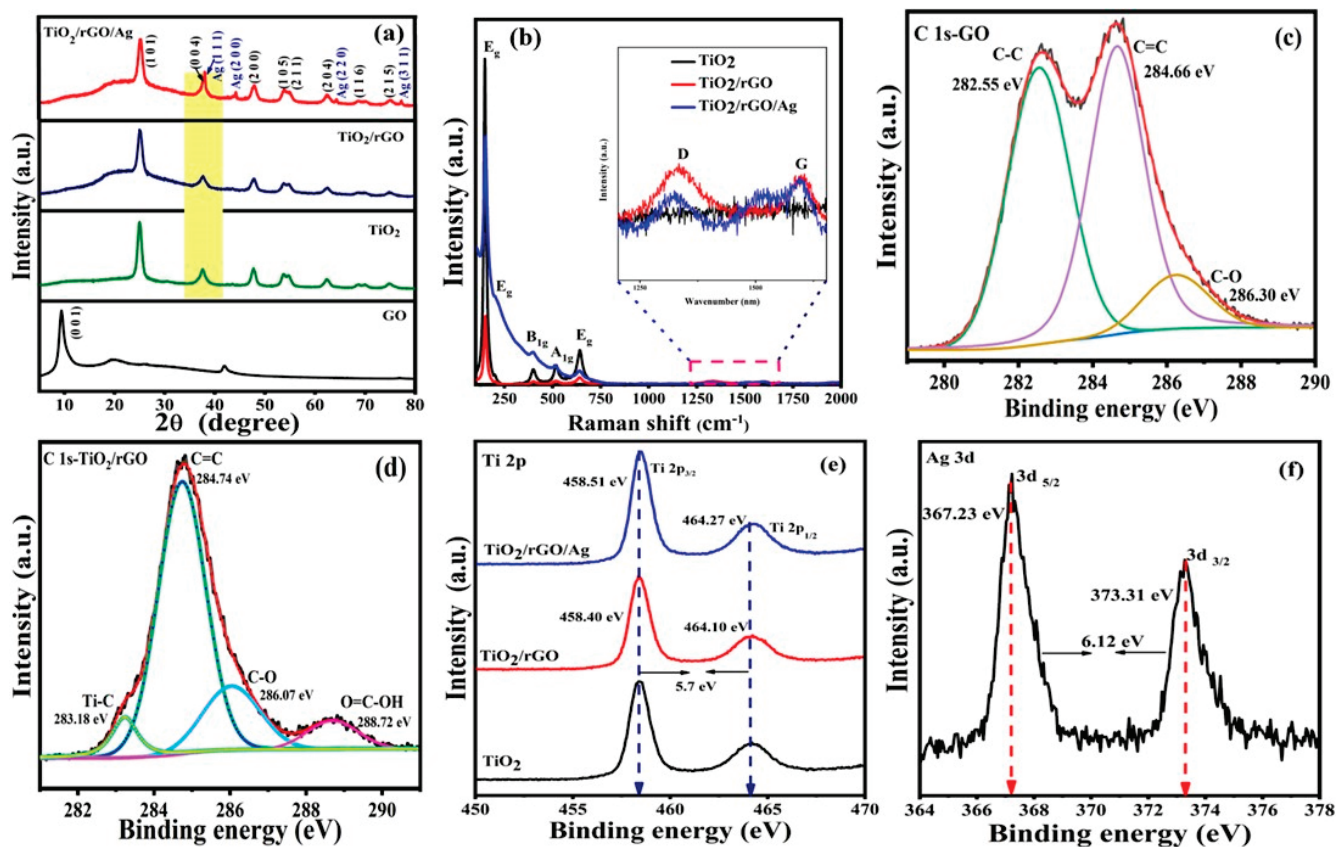 (a)
TiO2/rGO/Ag
(1 0 1)
(0 0 4)
Ag (1 1 1)
Ag (2 0 0)
(2 0 0)
(1 0 5)
(2 1 1)
(2 0 4)
Ag (2 2 0)
(1 1 6)
(2 1 5)
Ag (3 1 1)
TiO2/rGO
TiO2
GO
(0 0 1)
Intensity (a.u.)
10 20 30 40 50 60 70 80
2θ (degree)
(b)
Eg
Eg
B1g
A1g
Eg
TiO2
TiO2/rGO
TiO2/rGO/Ag
D
G
Intensity (a.u.)
1250 1500
Wavenumber (nm)
Intensity (a.u.)
250 500 750 1000 1250 1500 1750 2000
Raman shift (cm-1)
C 1s-GO
(c)
C-C
282.55 eV
C=C
284.66 eV
C-O
286.30 eV
Intensity (a.u.)
280 282 284 286 288 290
Binding energy (eV)
C 1s-TiO2/rGO
(d)
C=C
284.74 eV
Ti-C
283.18 eV
C-O
286.07 eV
O=C-OH
288.72 eV
Intensity (a.u.)
282 284 286 288 290
Binding energy (eV)
Ti 2p
(e)
Ti 2p3/2
458.51 eV
464.27 eV
Ti 2p1/2
TiO2/rGO/Ag
458.40 eV
464.10 eV
TiO2/rGO
5.7 eV
TiO2
Intensity (a.u.)
450 455 460 465 470
Binding energy (eV)
Ag 3d
(f)
3d 5/2
367.23 eV
3d 3/2
373.31 eV
6.12 eV
Intensity (a.u.)
364 366 368 370 372 374 376 378
Binding energy (eV)